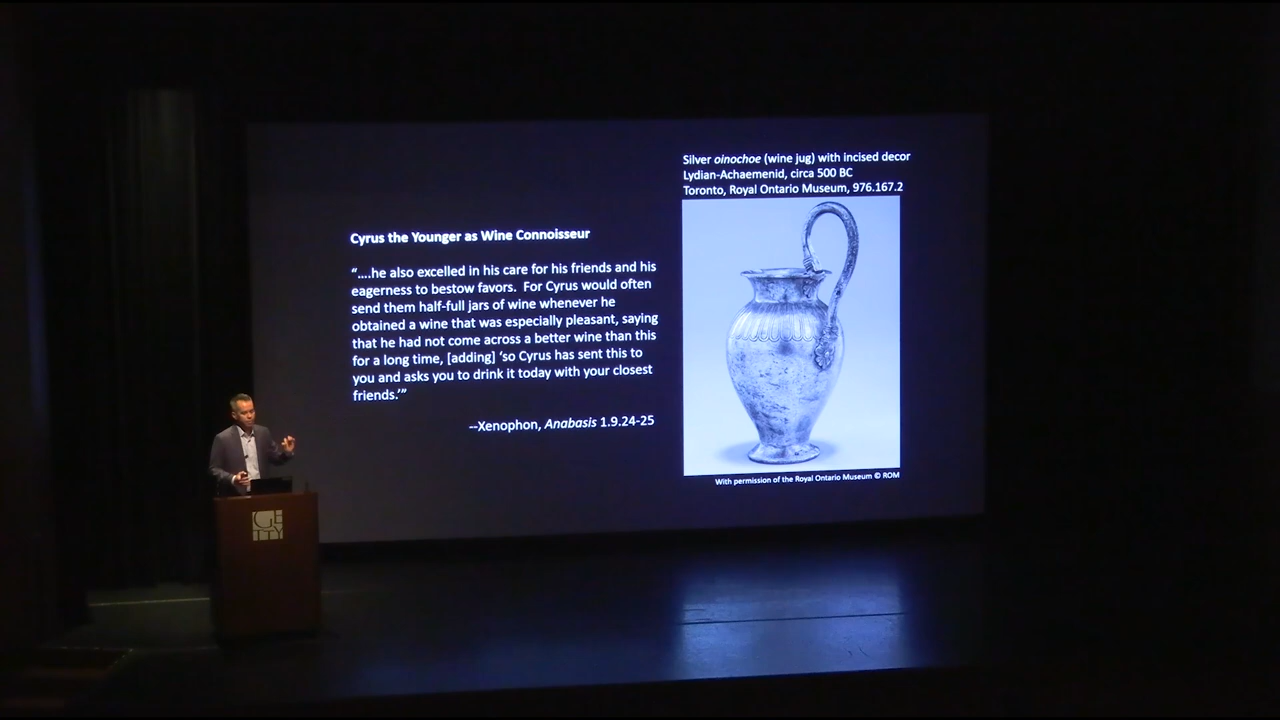 Silver oinochoe (wine jug) with incised decor
Lydian-Achaemenid, circa 500 BC
Toronto, Royal Ontario Museum, 976.167.2
Cyrus the Younger as Wine Connoisseur
“....he also excelled in his care for his friends and his
eagerness to bestow favors.  For Cyrus would often
send them half-full jars of wine whenever he
obtained a wine that was especially pleasant, saying
that he had not come across a better wine than this
for a long time, [adding] ‘so Cyrus has sent this to
you and asks you to drink it today with your closest
friends.’”
--Xenophon, Anabasis 1.9.24-25
With permission of the Royal Ontario Museum © ROM
GE
TTY